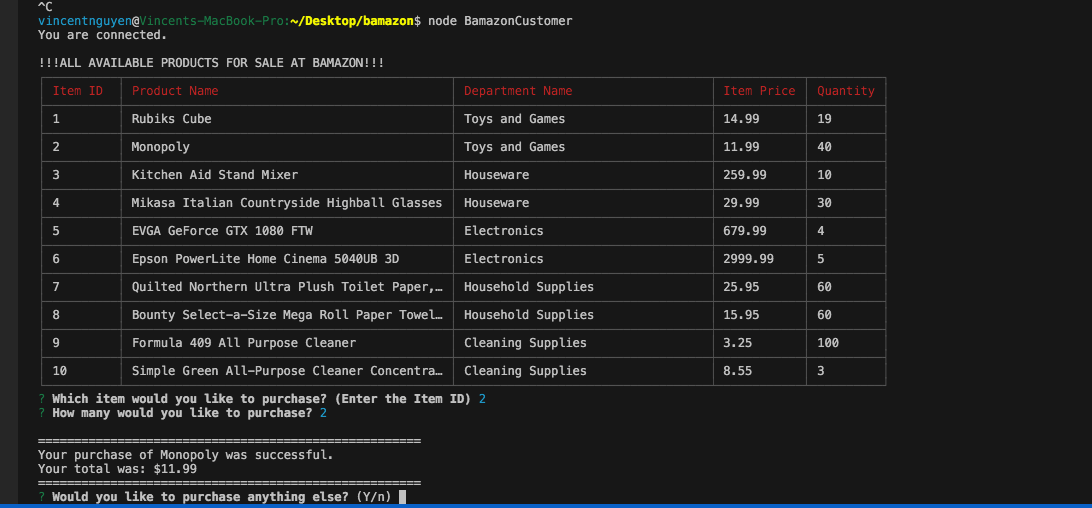 ^C
vincentnguyen@Vincents-MacBook-Pro:~/Desktop/bamazon$ node BamazonCustomer
You are connected.
!!!ALL AVAILABLE PRODUCTS FOR SALE AT BAMAZON!!!
Item ID Product Name Department Name Item Price Quantity
1 Rubiks Cube Toys and Games 14.99 19
2 Monopoly Toys and Games 11.99 40
3 Kitchen Aid Stand Mixer Houseware 259.99 10
4 Mikasa Italian Countryside Highball Glasses Houseware 29.99 30
5 EVGA GeForce GTX 1080 FTW Electronics 679.99 4
6 Epson PowerLite Home Cinema 5040UB 3D Electronics 2999.99 5
7 Quilted Northern Ultra Plush Toilet Paper,… Household Supplies 25.95 60
8 Bounty Select-a-Size Mega Roll Paper Towel… Household Supplies 15.95 60
9 Formula 409 All Purpose Cleaner Cleaning Supplies 3.25 100
10 Simple Green All-Purpose Cleaner Concentra… Cleaning Supplies 8.55 3
? Which item would you like to purchase? (Enter the Item ID) 2
? How many would you like to purchase? 2
=====================================================
Your purchase of Monopoly was successful.
Your total was: $11.99
=====================================================
? Would you like to purchase anything else? (Y/n)